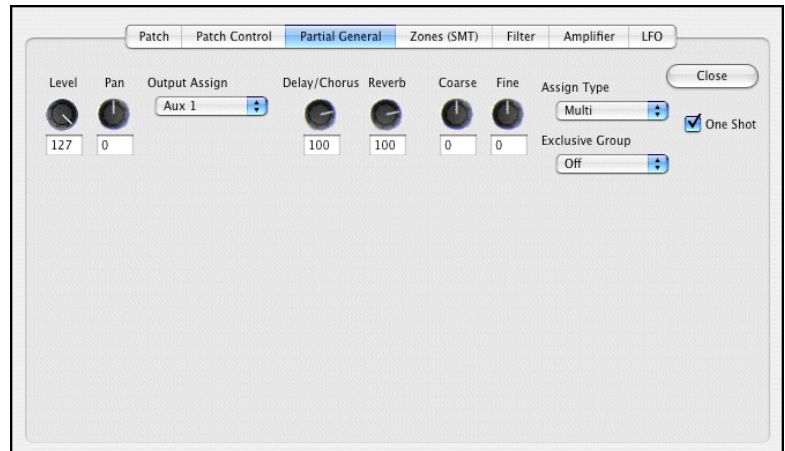 Patch Patch Control Partial General Zones (SMT) Filter Amplifier LFO
Close
Level Pan Output Assign Delay/Chorus Reverb Coarse Fine Assign Type
Aux 1 Multi
One Shot
127 0 100 100 0 0 Exclusive Group
Off